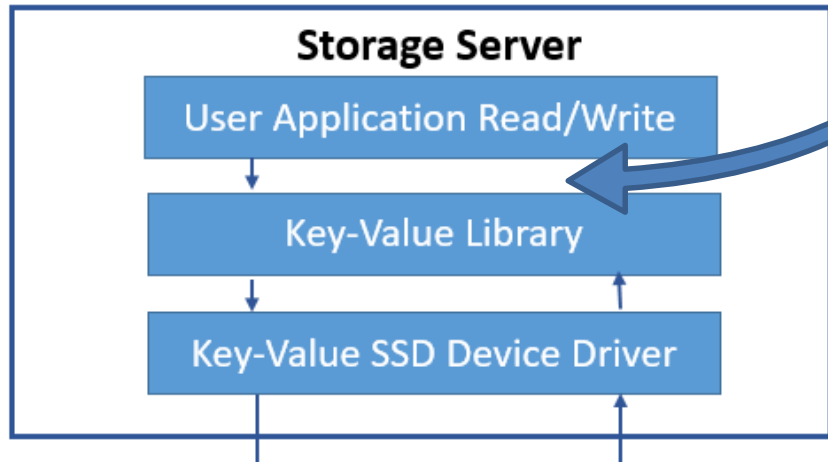 Storage Server
User Application Read/Write
Key-Value Library
Key-Value SSD Device Driver